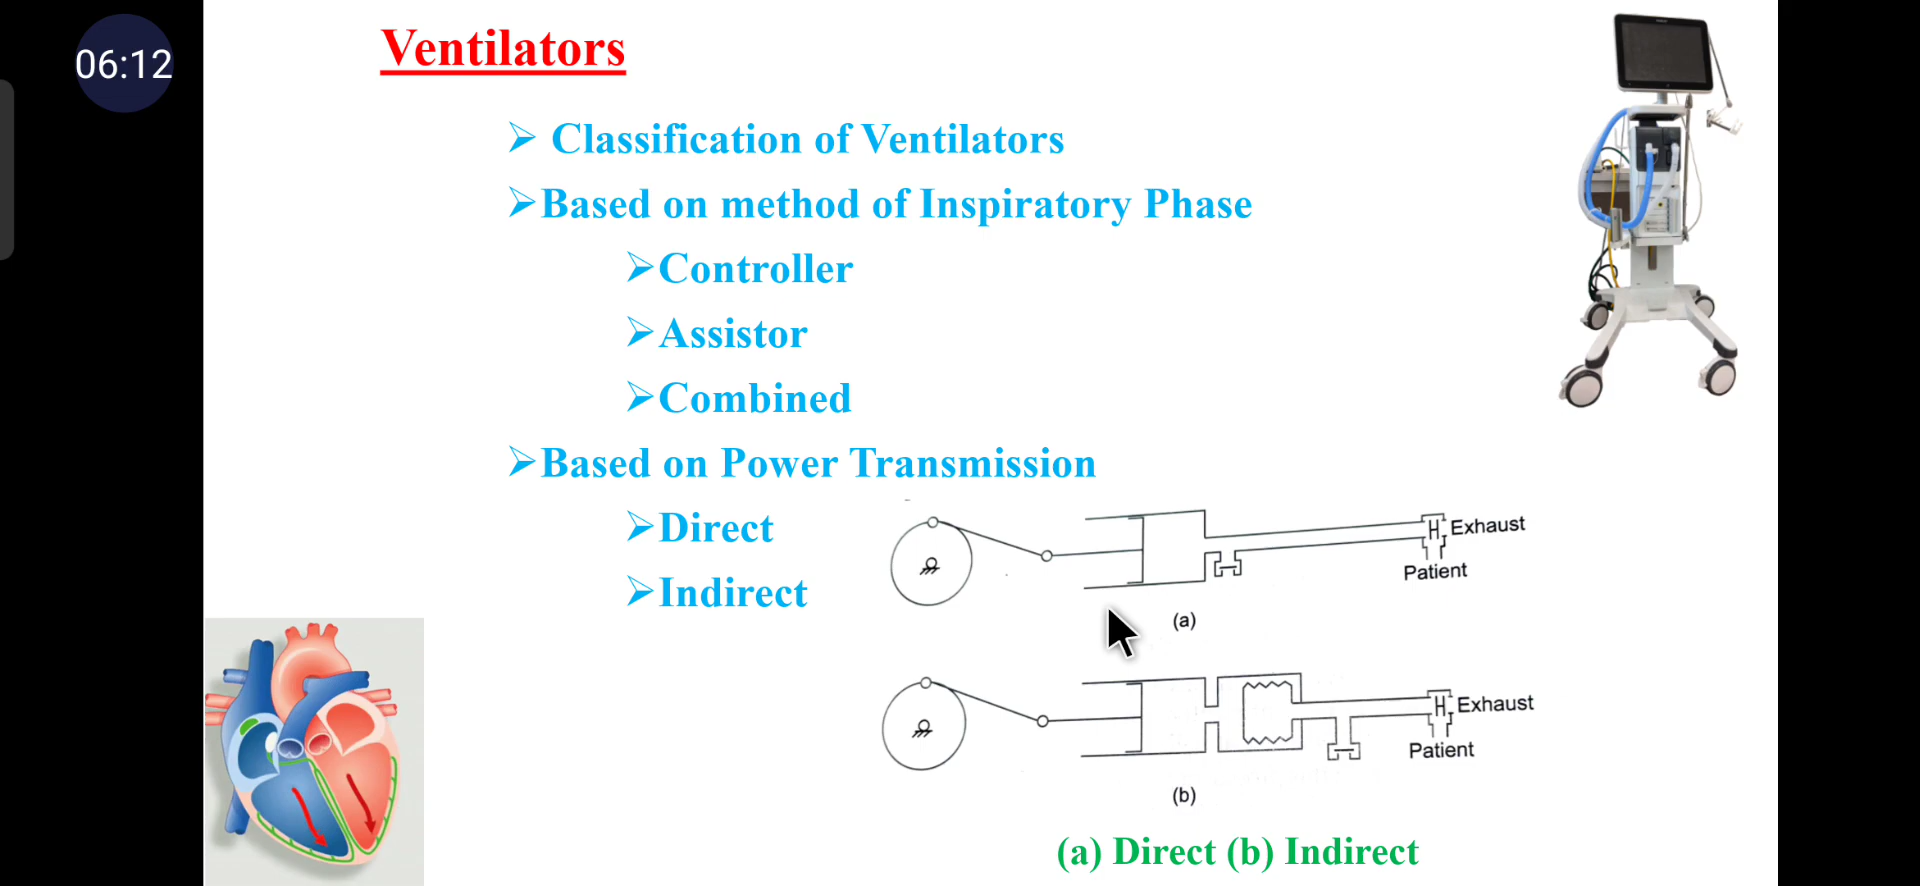 06:12
Ventilators
➢ Classification of Ventilators
➢Based on method of Inspiratory Phase
➢Controller
➢Assistor
➢Combined
➢Based on Power Transmission
➢Direct
➢Indirect
Exhaust
Patient
(a)
Exhaust
Patient
(b)
(a) Direct (b) Indirect